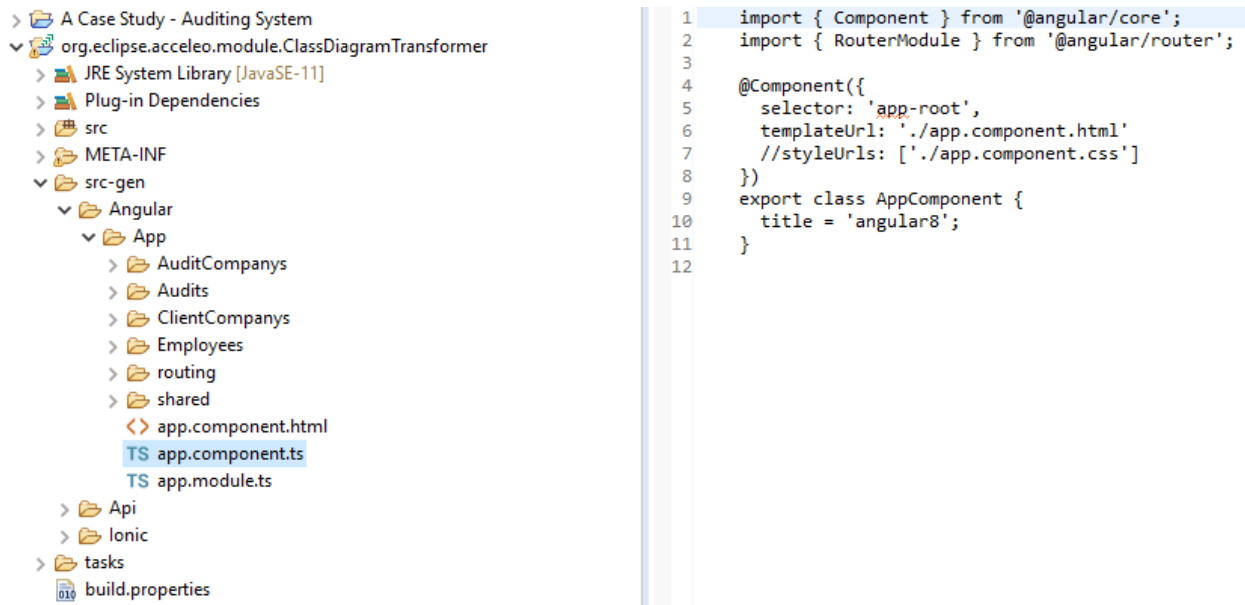 A Case Study - Auditing System
org.eclipse.acceleo.module.ClassDiagramTransformer
JRE System Library [JavaSE-11]
Plug-in Dependencies
src
META-INF
src-gen
Angular
App
AuditCompanys
Audits
ClientCompanys
Employees
routing
shared
app.component.html
TS app.component.ts
TS app.module.ts
Api
Ionic
tasks
010 build.properties
1 import { Component } from '@angular/core';
2 import { RouterModule } from '@angular/router';
3
4 @Component({
5 selector: 'app-root',
6 templateUrl: './app.component.html'
7 //styleUrls: ['./app.component.css']
8 })
9 export class AppComponent {
10 title = 'angular8';
11 }
12